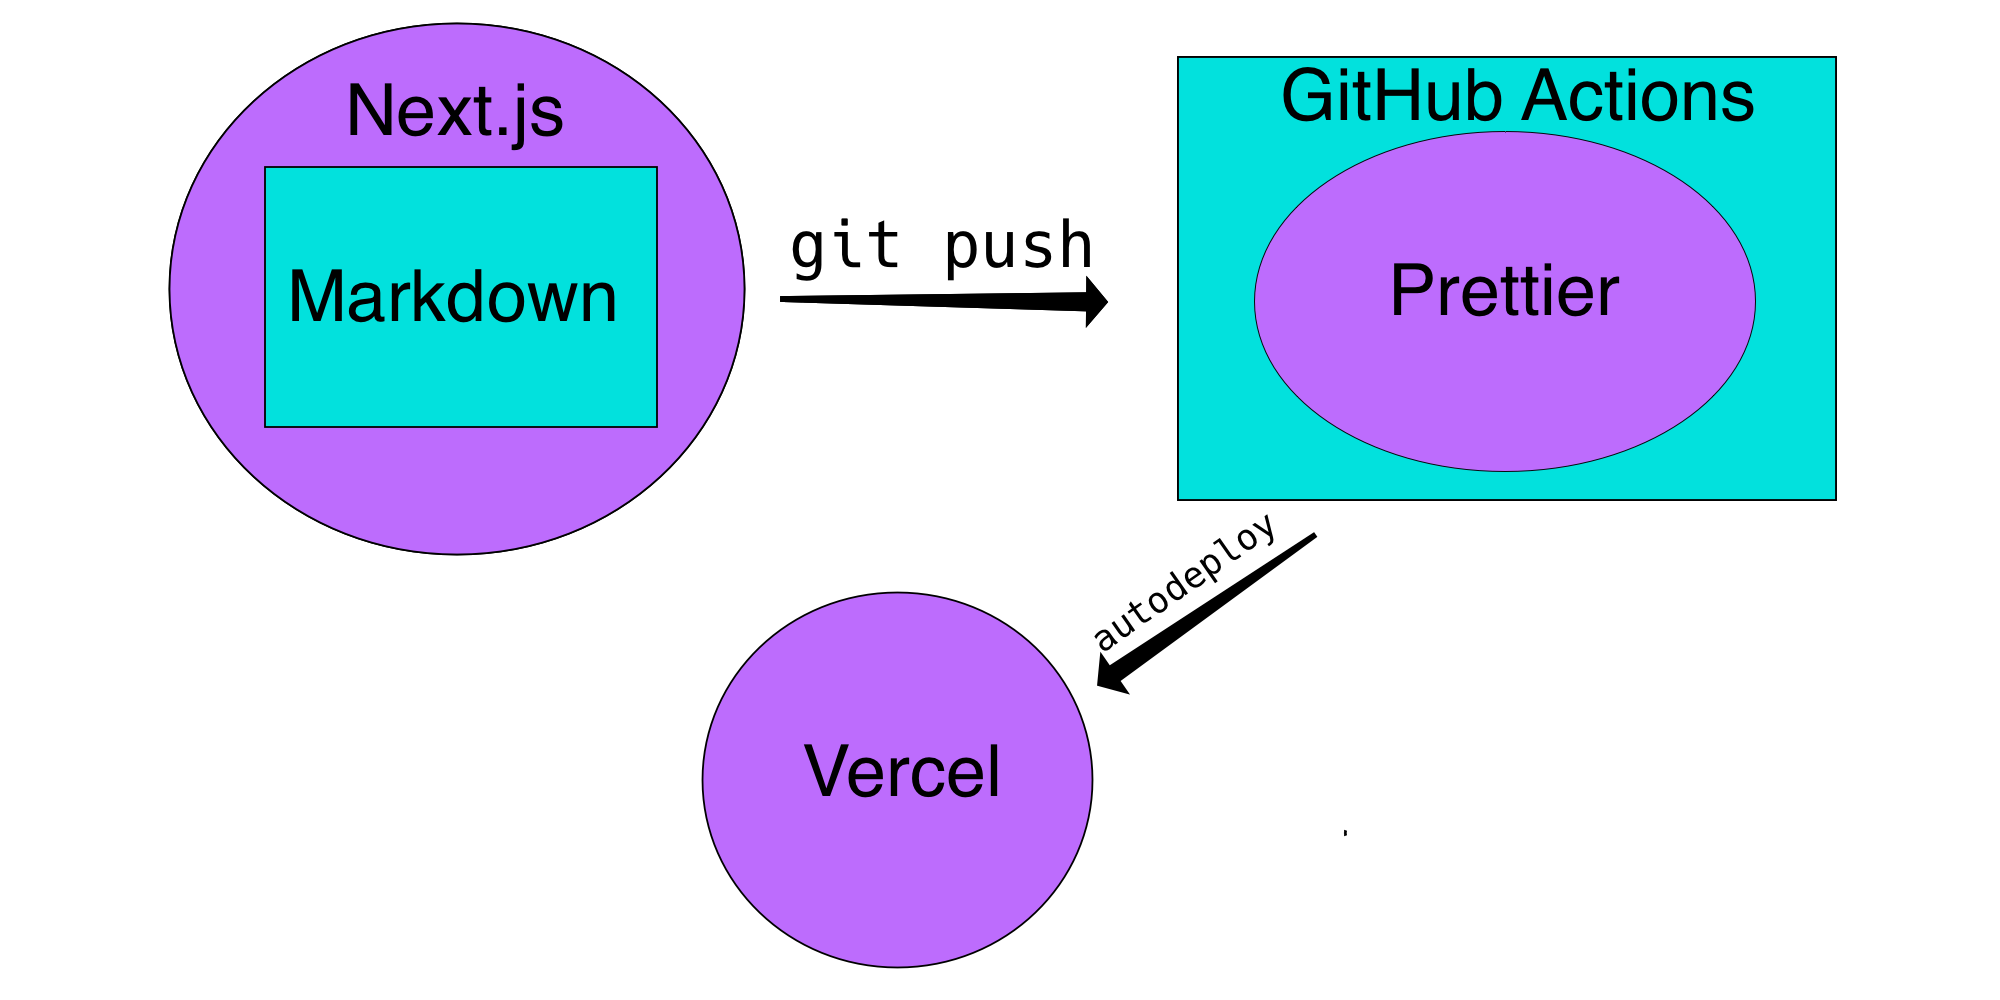 Next.js
Markdown
git push
GitHub Actions
Prettier
autodeploy
Vercel